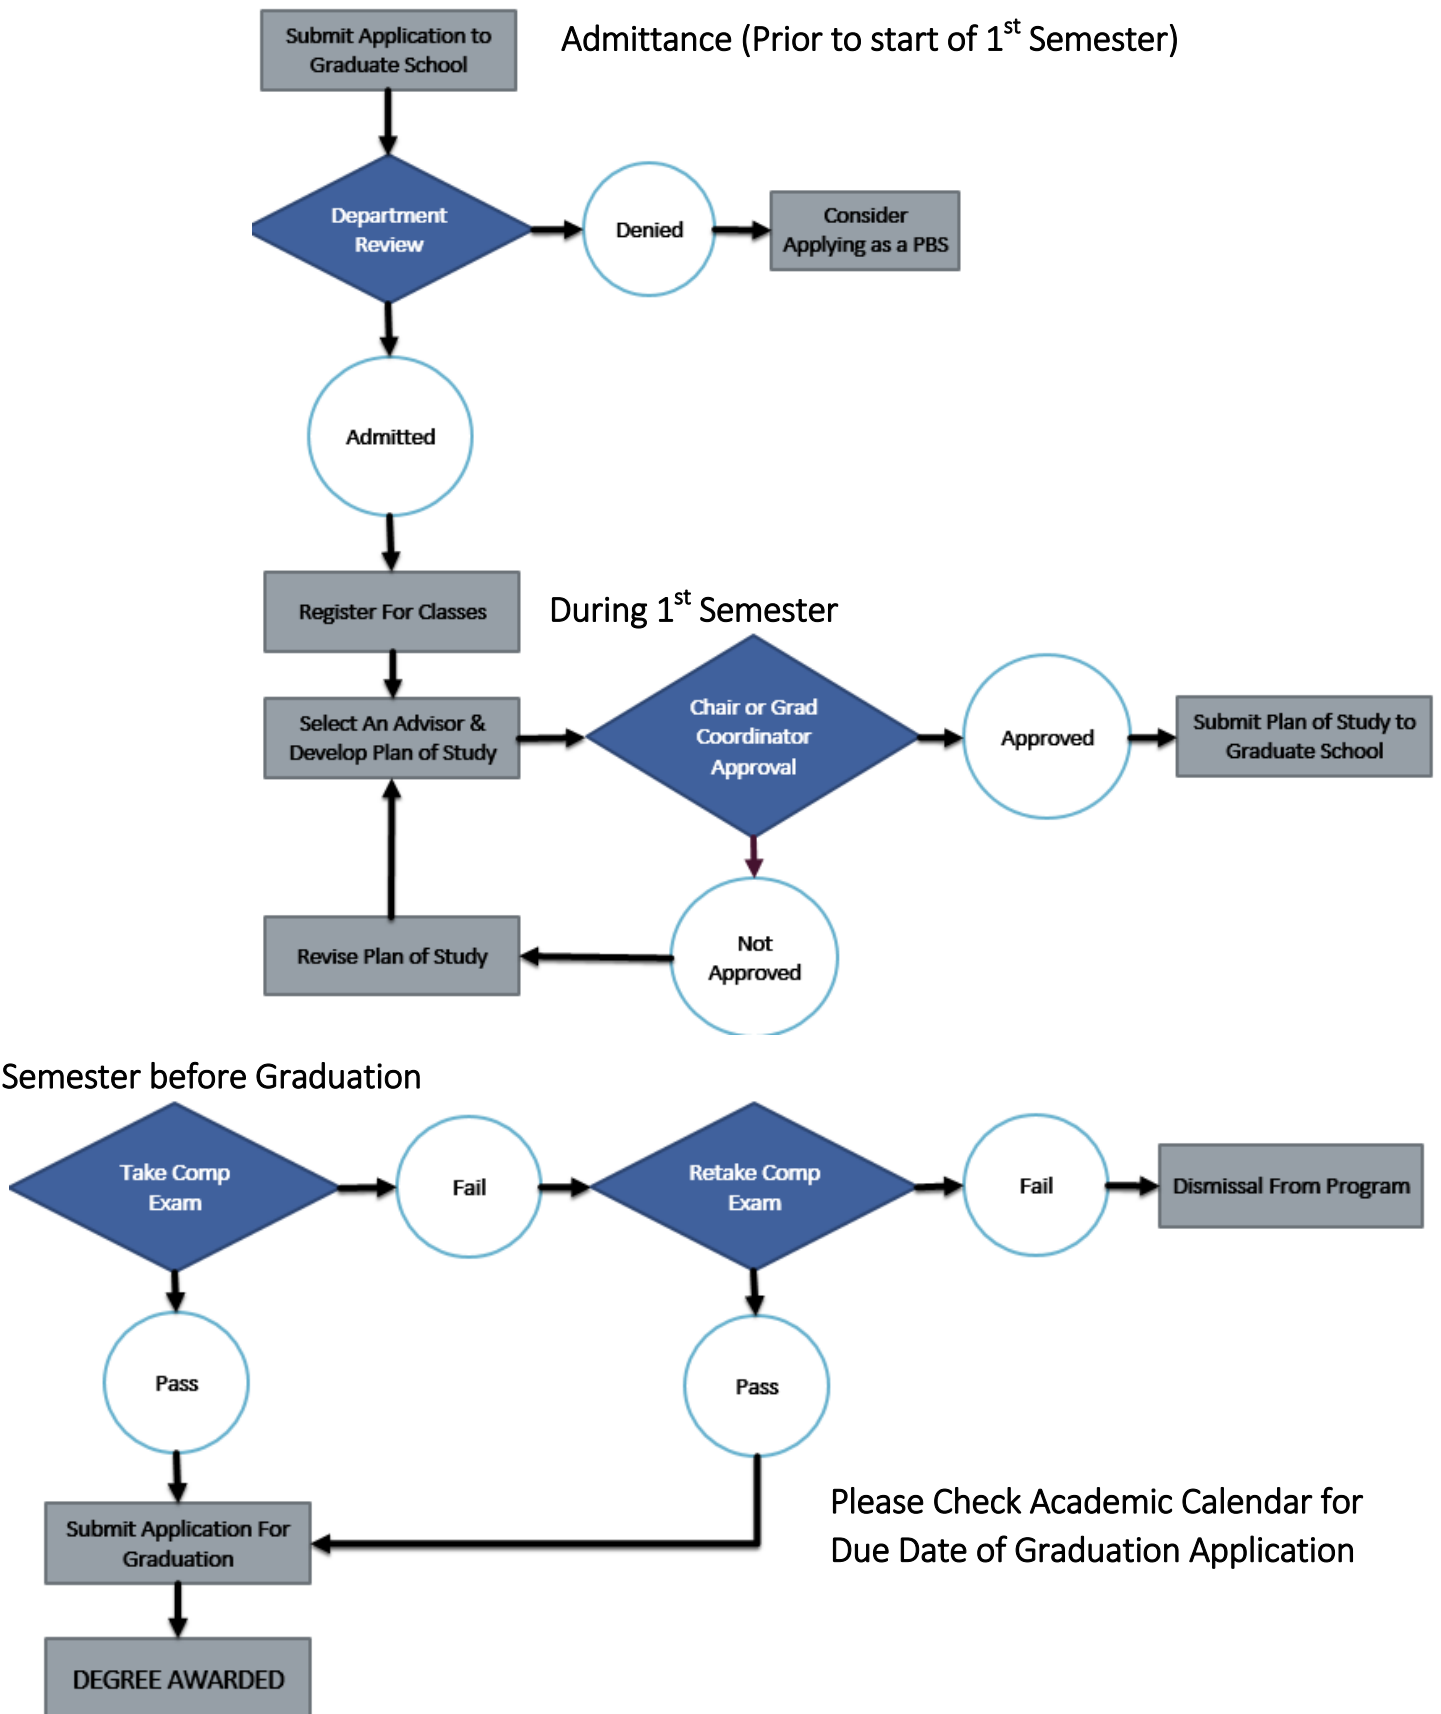 Submit Application to
Graduate School
Admittance (Prior to start of 1st Semester)
Department
Review
Denied
Consider
Applying as a PBS
Admitted
Register For Classes
During 1st Semester
Select An Advisor &
Develop Plan of Study
Chair or Grad
Coordinator
Approval
Approved
Submit Plan of Study to
Graduate School
Revise Plan of Study
Not
Approved
Semester before Graduation
Take Comp
Exam
Fail
Retake Comp
Exam
Fail
Dismissal From Program
Pass
Pass
Submit Application For
Graduation
Please Check Academic Calendar for
Due Date of Graduation Application
DEGREE AWARDED